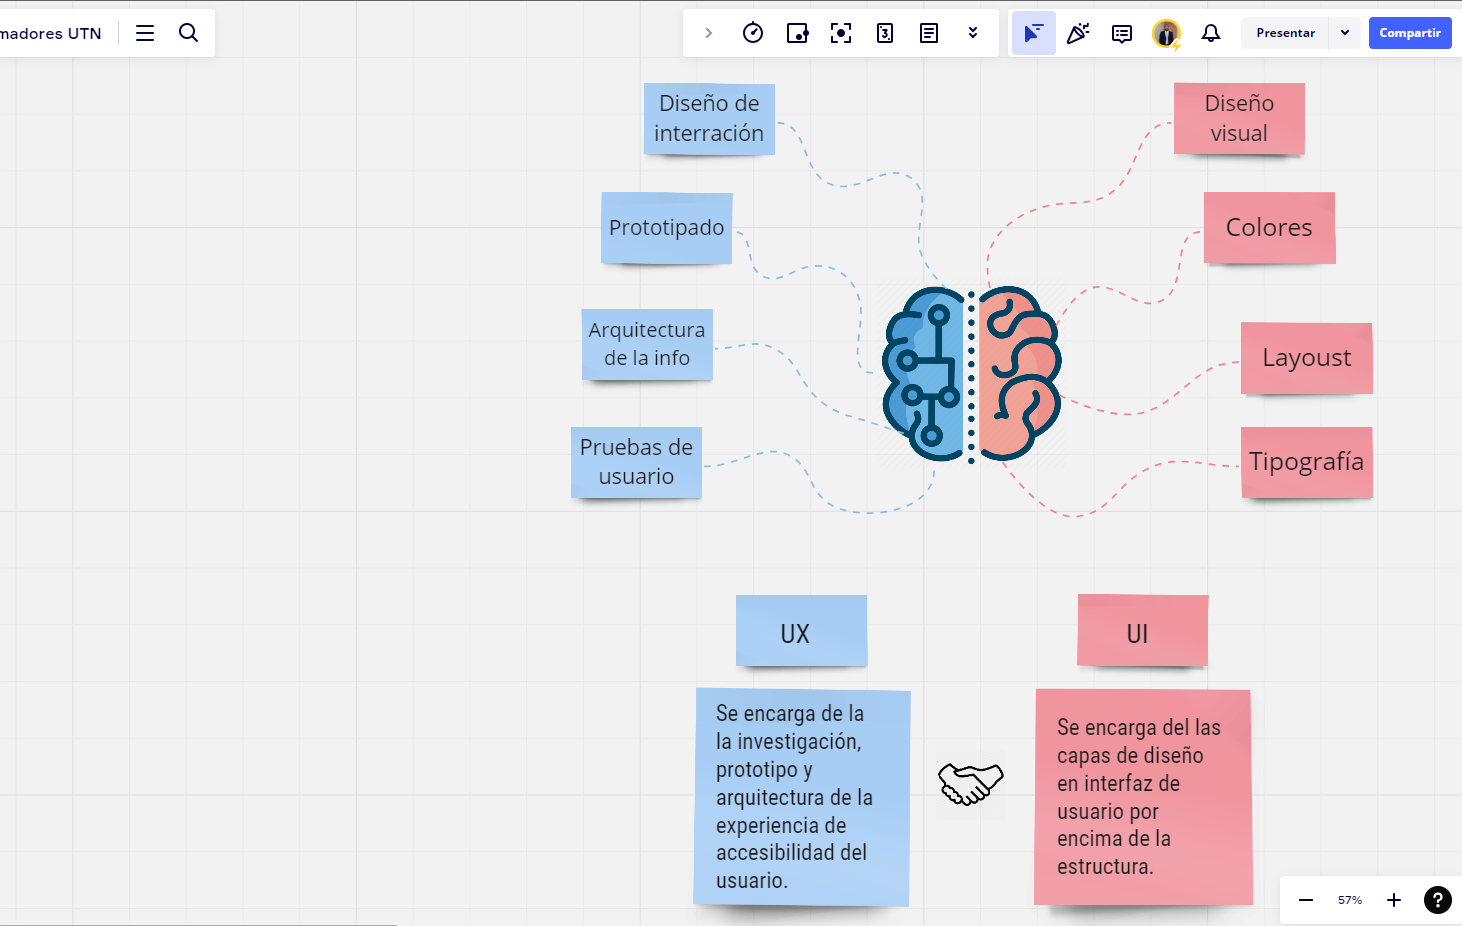 madores UTN
3
Presentar
Compartir
Diseño de
interración
Prototipado
Arquitectura
de la info
Pruebas de
usuario
Diseño
visual
Colores
Layoust
Tipografía
UX
Se encarga de la
la investigación,
prototipo y
arquitectura de la
experiencia de
accesibilidad del
usuario.
UI
Se encarga del las
capas de diseño
en interfaz de
usuario por
encima de la
estructura.
57%
?